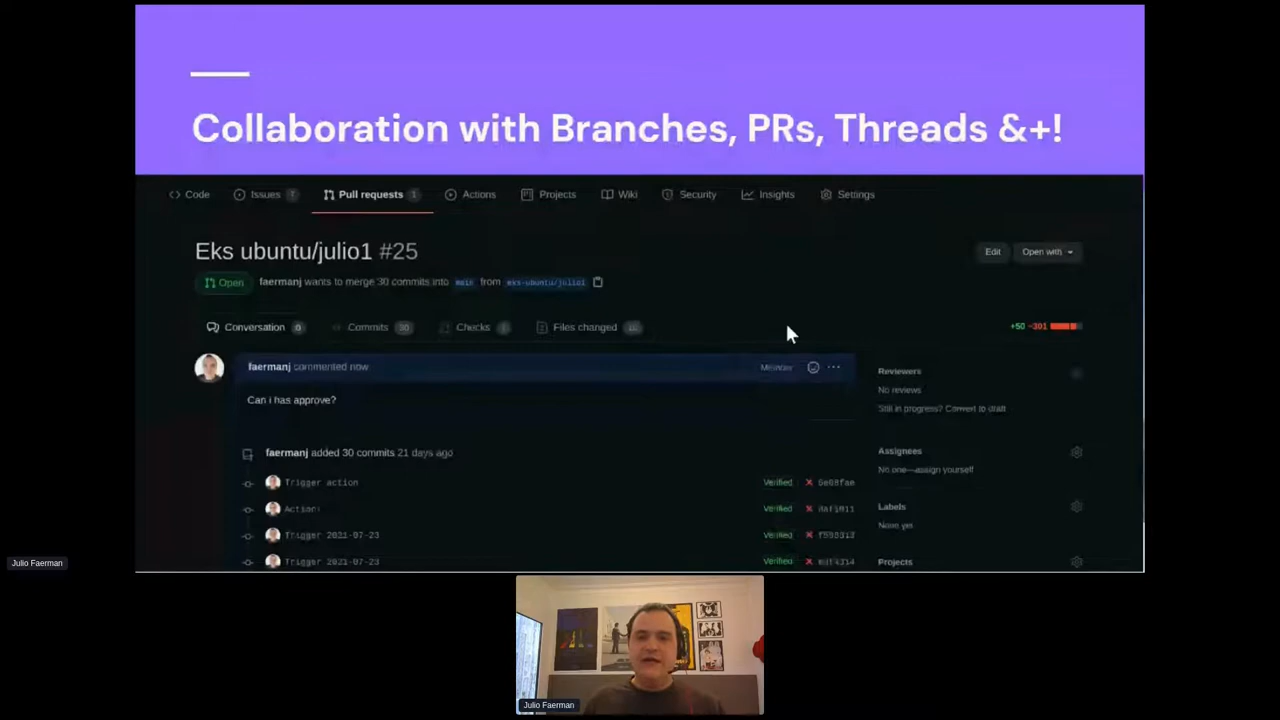 Collaboration with Branches, PRs, Threads &+!
Code Issues 7 Pull requests 1 Actions Projects Wiki Security Insights Settings
Eks ubuntu/julio1 #25
Edit Open with
Open faermanj wants to merge 30 commits into main from eks-ubuntu/julio1
Conversation 0 Commits 30 Checks Files changed
+50 −301
faermanj commented now Member
Can i has approve?
Reviewers
No reviews
Still in progress? Convert to draft
faermanj added 30 commits 21 days ago
Assignees
No one—assign yourself
Trigger action Verified
Action! Verified
Labels
None yet
Trigger 2021-07-23 Verified
Trigger 2021-07-23 Verified
Projects
Julio Faerman
Julio Faerman